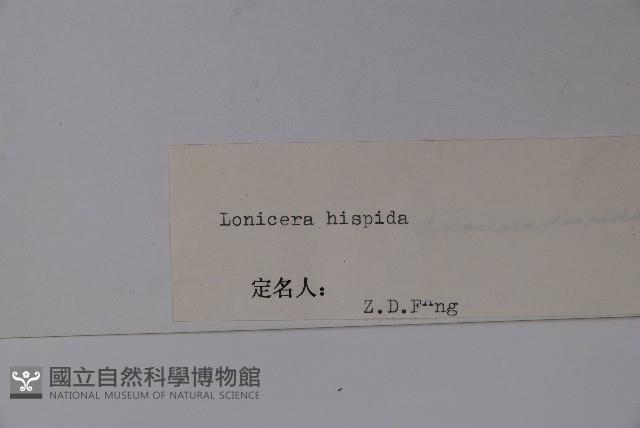 Lonicera hispida
定名人:
Z.D.Fang
國立自然科學博物館
NATIONAL MUSEUM OF NATURAL SCIENCE